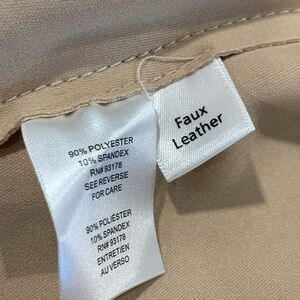 90% POLYESTER
10% SPANDEX
RN# 93178
SEE REVERSE
FOR CARE
90% POLIÉSTER
10% SPANDEX
RN# 93178
ENTRETIEN
AU VERSO
Faux
Leather